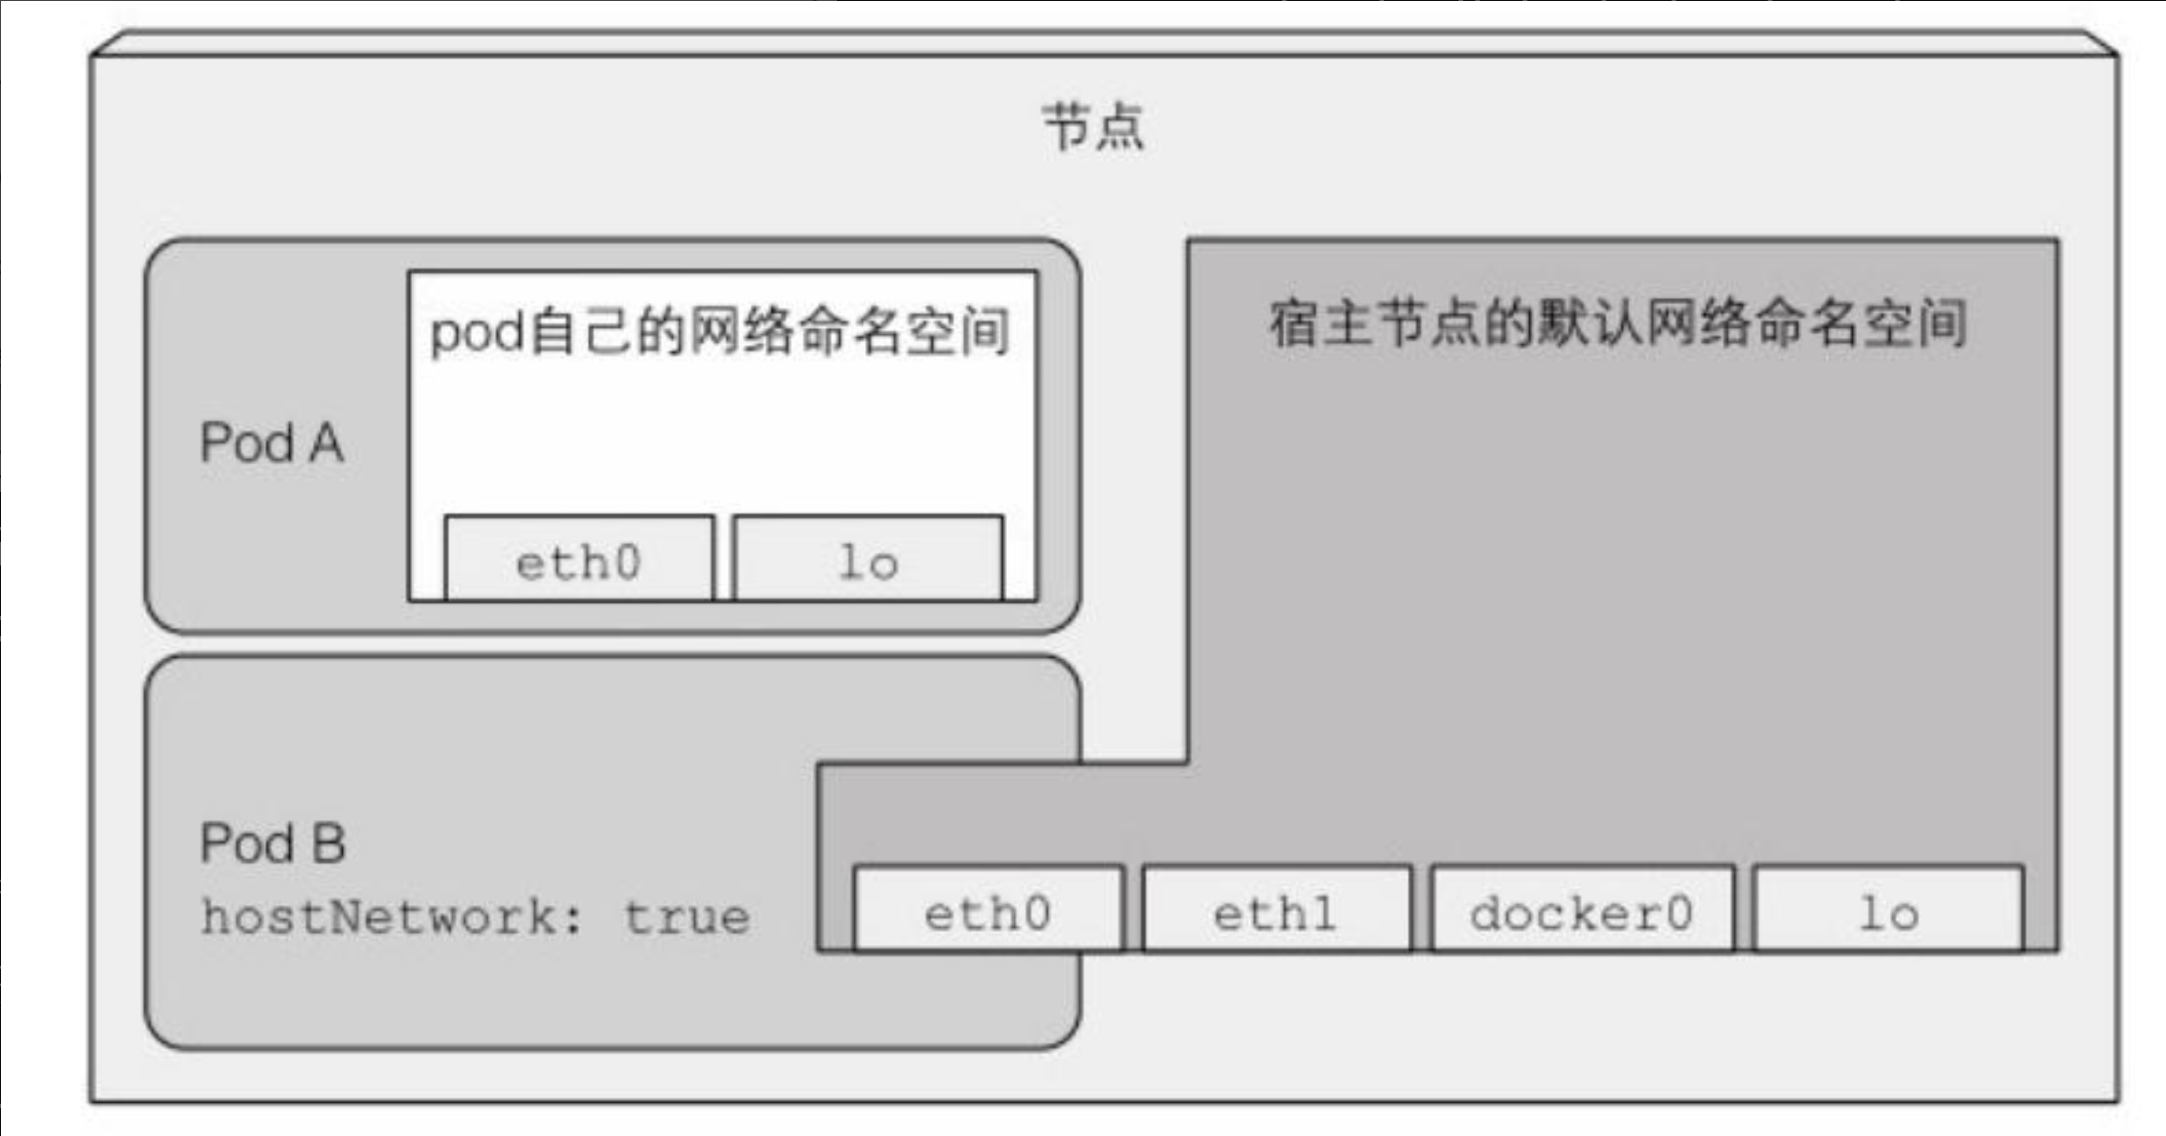 节点
pod自己的网络命名空间
Pod A
eth0
lo
宿主节点的默认网络命名空间
Pod B
hostNetwork: true
eth0
eth1
docker0
lo